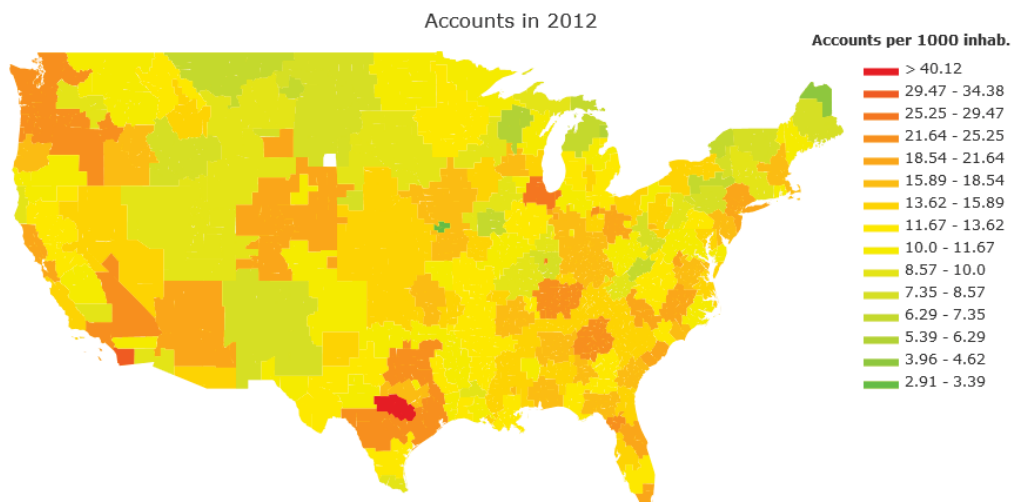 Accounts in 2012
Accounts per 1000 inhab.
> 40.12
29.47 - 34.38
25.25 - 29.47
21.64 - 25.25
18.54 - 21.64
15.89 - 18.54
13.62 - 15.89
11.67 - 13.62
10.0 - 11.67
8.57 - 10.0
7.35 - 8.57
6.29 - 7.35
5.39 - 6.29
3.96 - 4.62
2.91 - 3.39